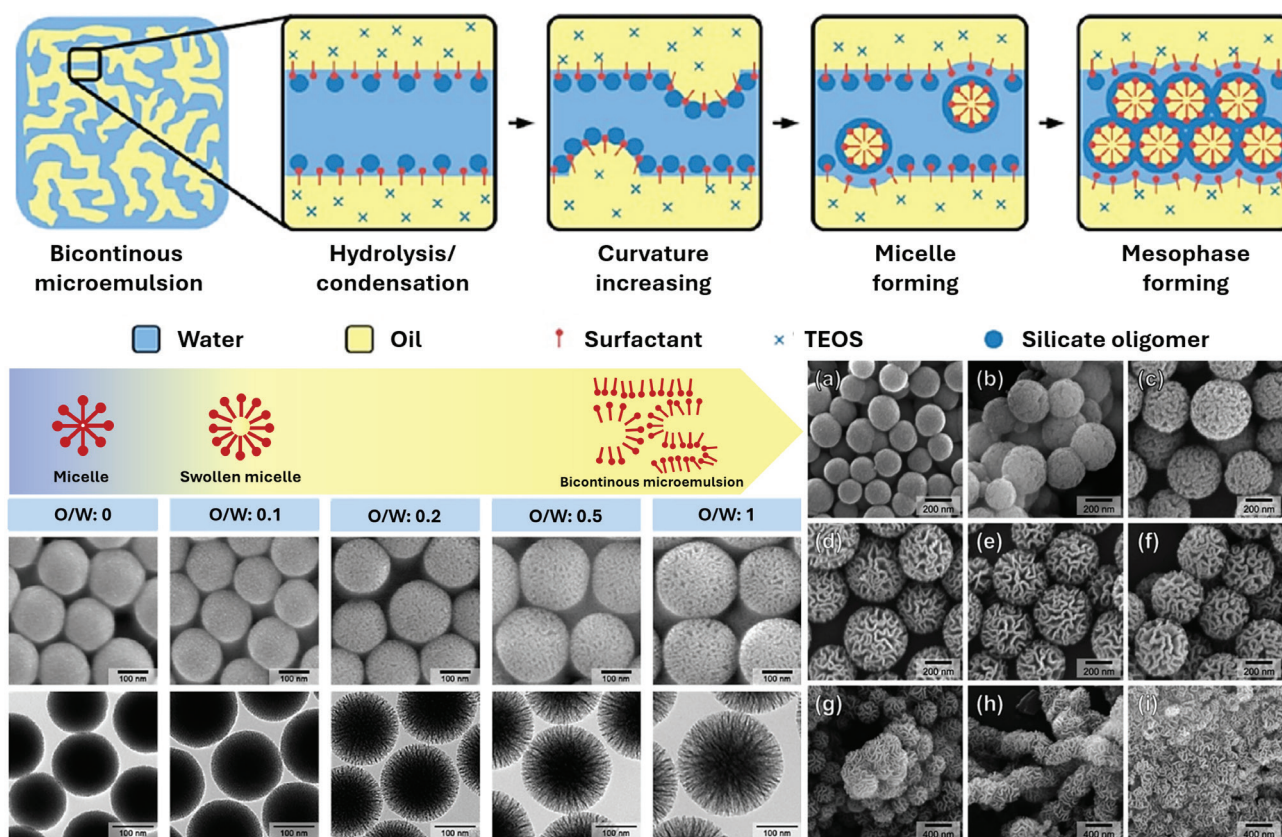 Bicontinous
microemulsion
Hydrolysis/
condensation
Curvature
increasing
Micelle
forming
Mesophase
forming
Water
Oil
Surfactant
TEOS
Silicate oligomer
Micelle
Swollen micelle
Bicontinous microemulsion
O/W: 0
O/W: 0.1
O/W: 0.2
O/W: 0.5
O/W: 1
100 nm
100 nm
100 nm
100 nm
100 nm
100 nm
100 nm
100 nm
100 nm
100 nm
(a)
200 nm
(b)
200 nm
(c)
200 nm
(d)
200 nm
(e)
200 nm
(f)
200 nm
(g)
400 nm
(h)
400 nm
(i)
400 nm